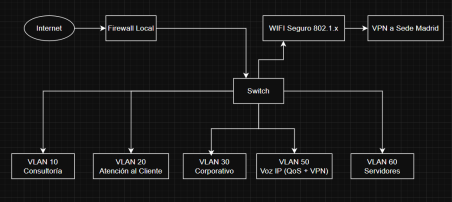 Internet
Firewall Local
WIFI Seguro 802.1.x
VPN a Sede Madrid
Switch
VLAN 10
Consultoría
VLAN 20
Atención al Cliente
VLAN 30
Corporativo
VLAN 50
Voz IP (QoS + VPN)
VLAN 60
Servidores